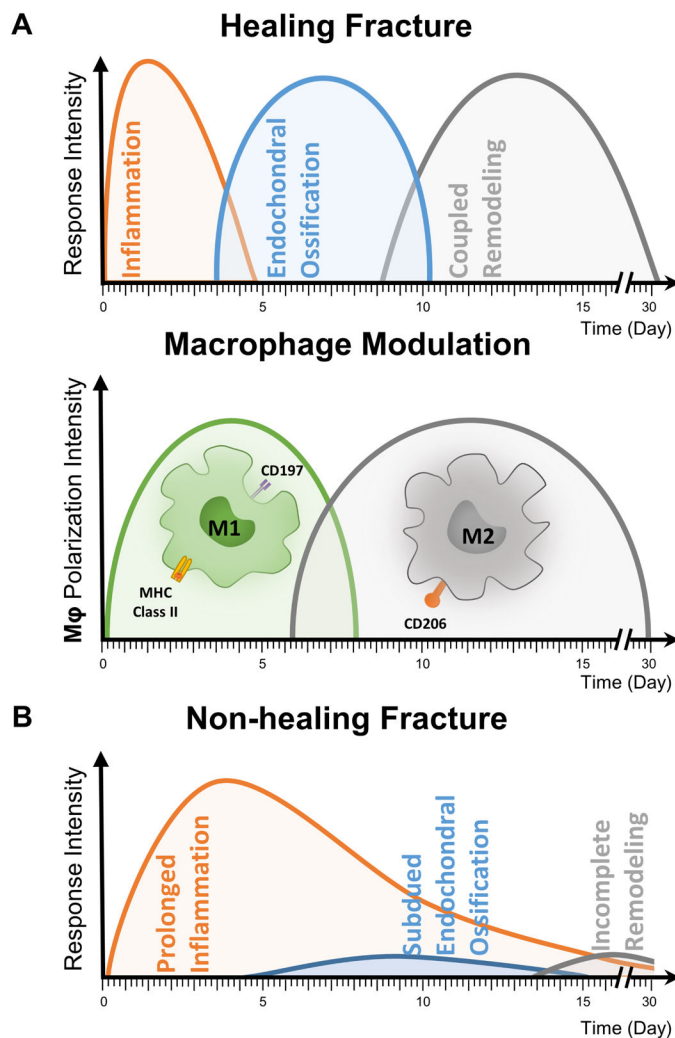 A
Healing Fracture
Response Intensity
Inflammation
Endochondral
Ossification
Coupled
Remodeling
0
5
10
15
30
Time (Day)
Macrophage Modulation
Mφ Polarization Intensity
M1
CD197
MHC
Class II
M2
CD206
0
5
10
15
30
Time (Day)
B
Non-healing Fracture
Response Intensity
Prolonged
Inflammation
Subdued
Endochondral
Ossification
Incomplete
Remodeling
0
5
10
15
30
Time (Day)